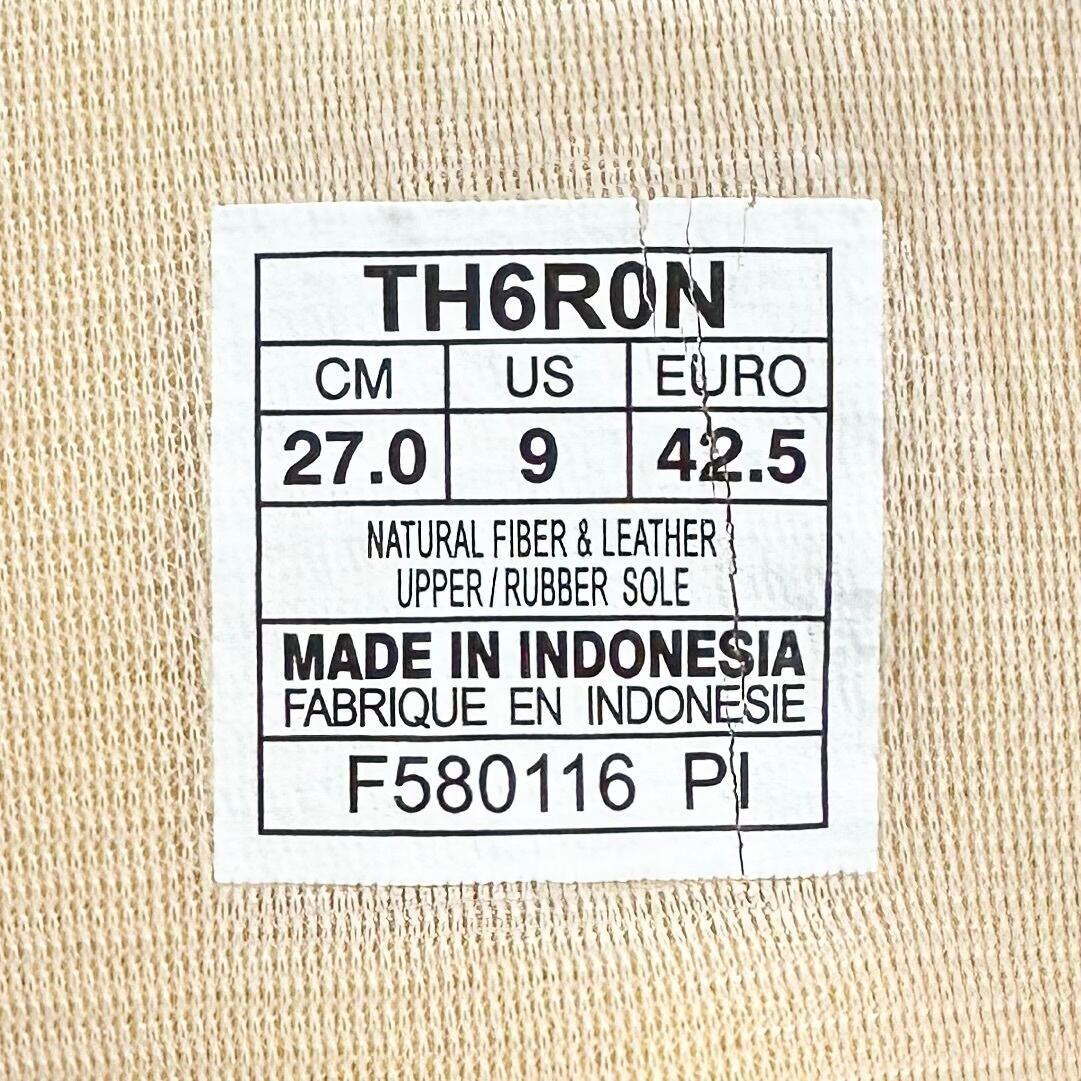 TH6R0N
CM US EURO
27.0 9 42.5
NATURAL FIBER & LEATHER
UPPER / RUBBER SOLE
MADE IN INDONESIA
FABRIQUE EN INDONESIE
F580116 PI